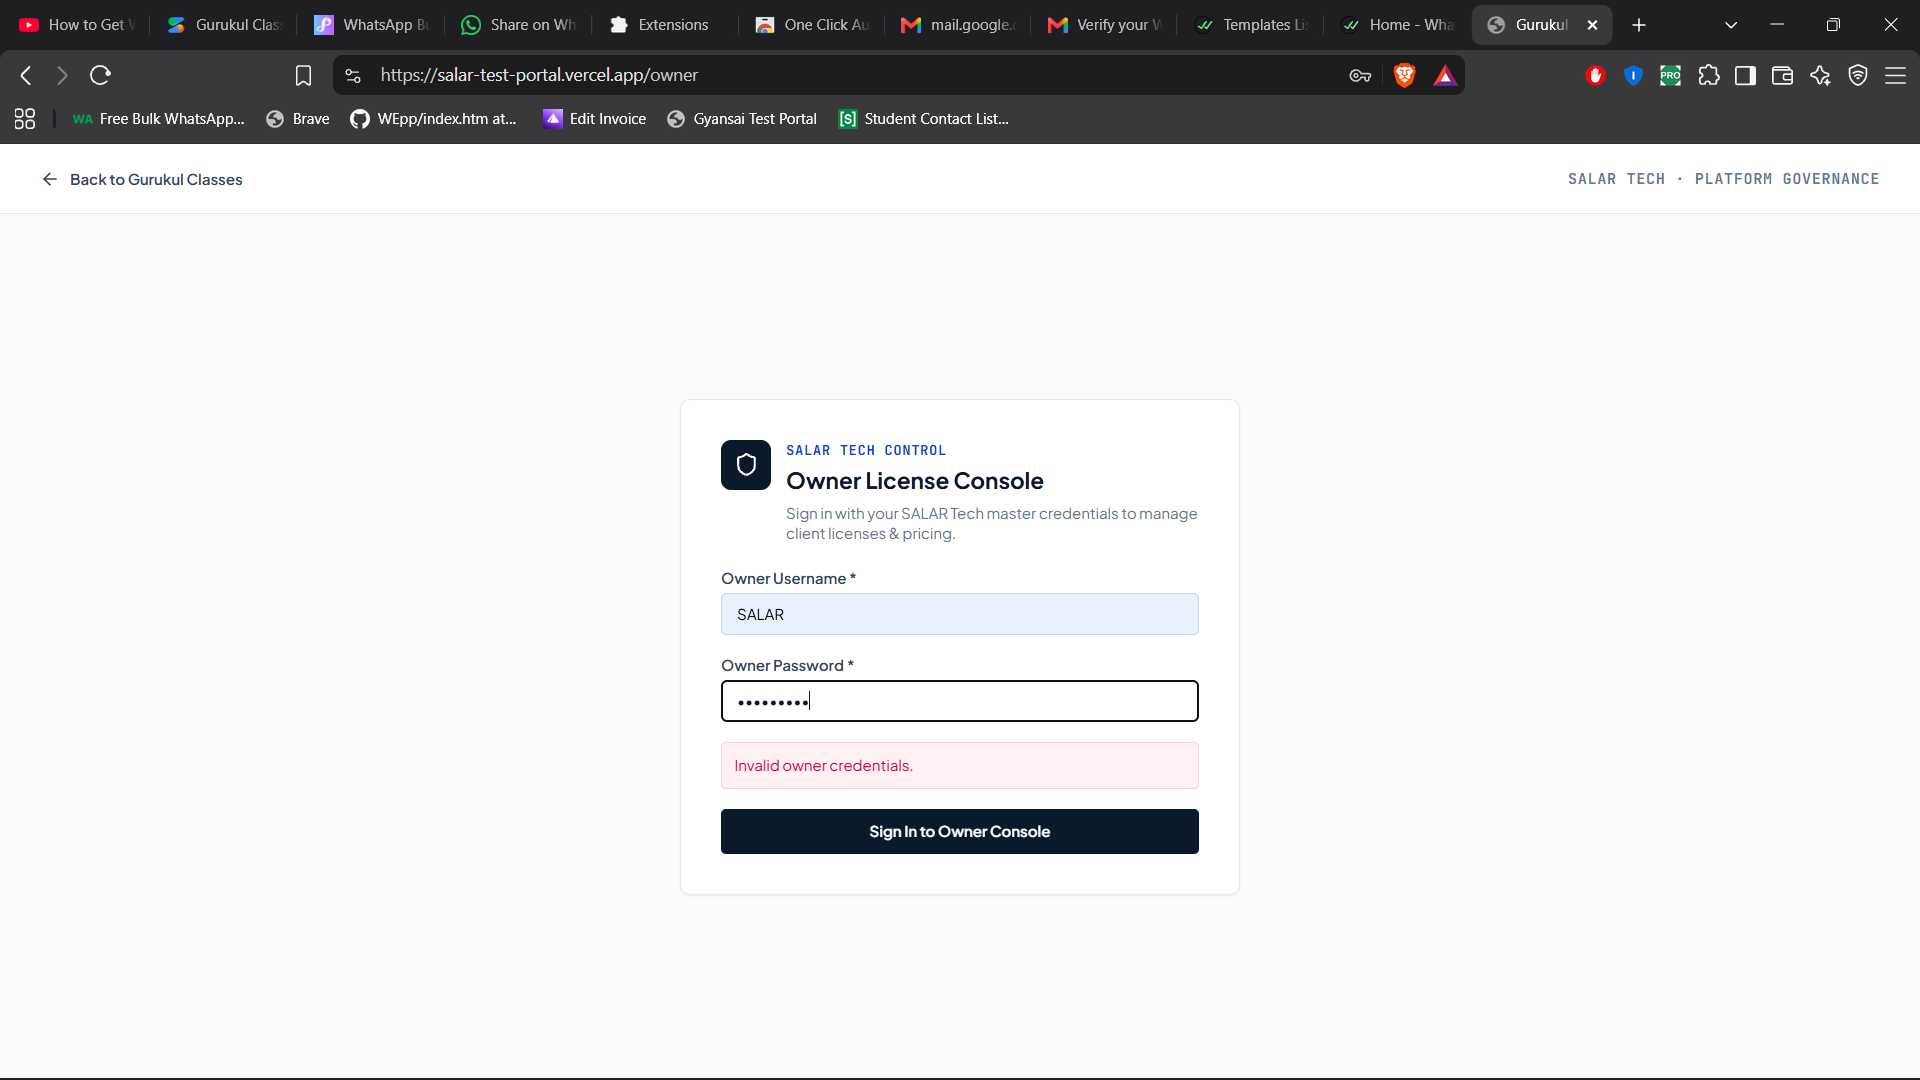 How to Get
Gurukul Clas
WhatsApp Bu
Share on Wh
Extensions
One Click Au
mail.google.c
Verify your W
Templates Lis
Home - Wha
Gurukul
https://salar-test-portal.vercel.app/owner
PRO
WA Free Bulk WhatsApp...
Brave
WEpp/index.htm at...
Edit Invoice
Gyansai Test Portal
[S] Student Contact List...
Back to Gurukul Classes
SALAR TECH · PLATFORM GOVERNANCE
SALAR TECH CONTROL
Owner License Console
Sign in with your SALAR Tech master credentials to manage
client licenses & pricing.
Owner Username *
SALAR
Owner Password *
•••••••••
Invalid owner credentials.
Sign In to Owner Console